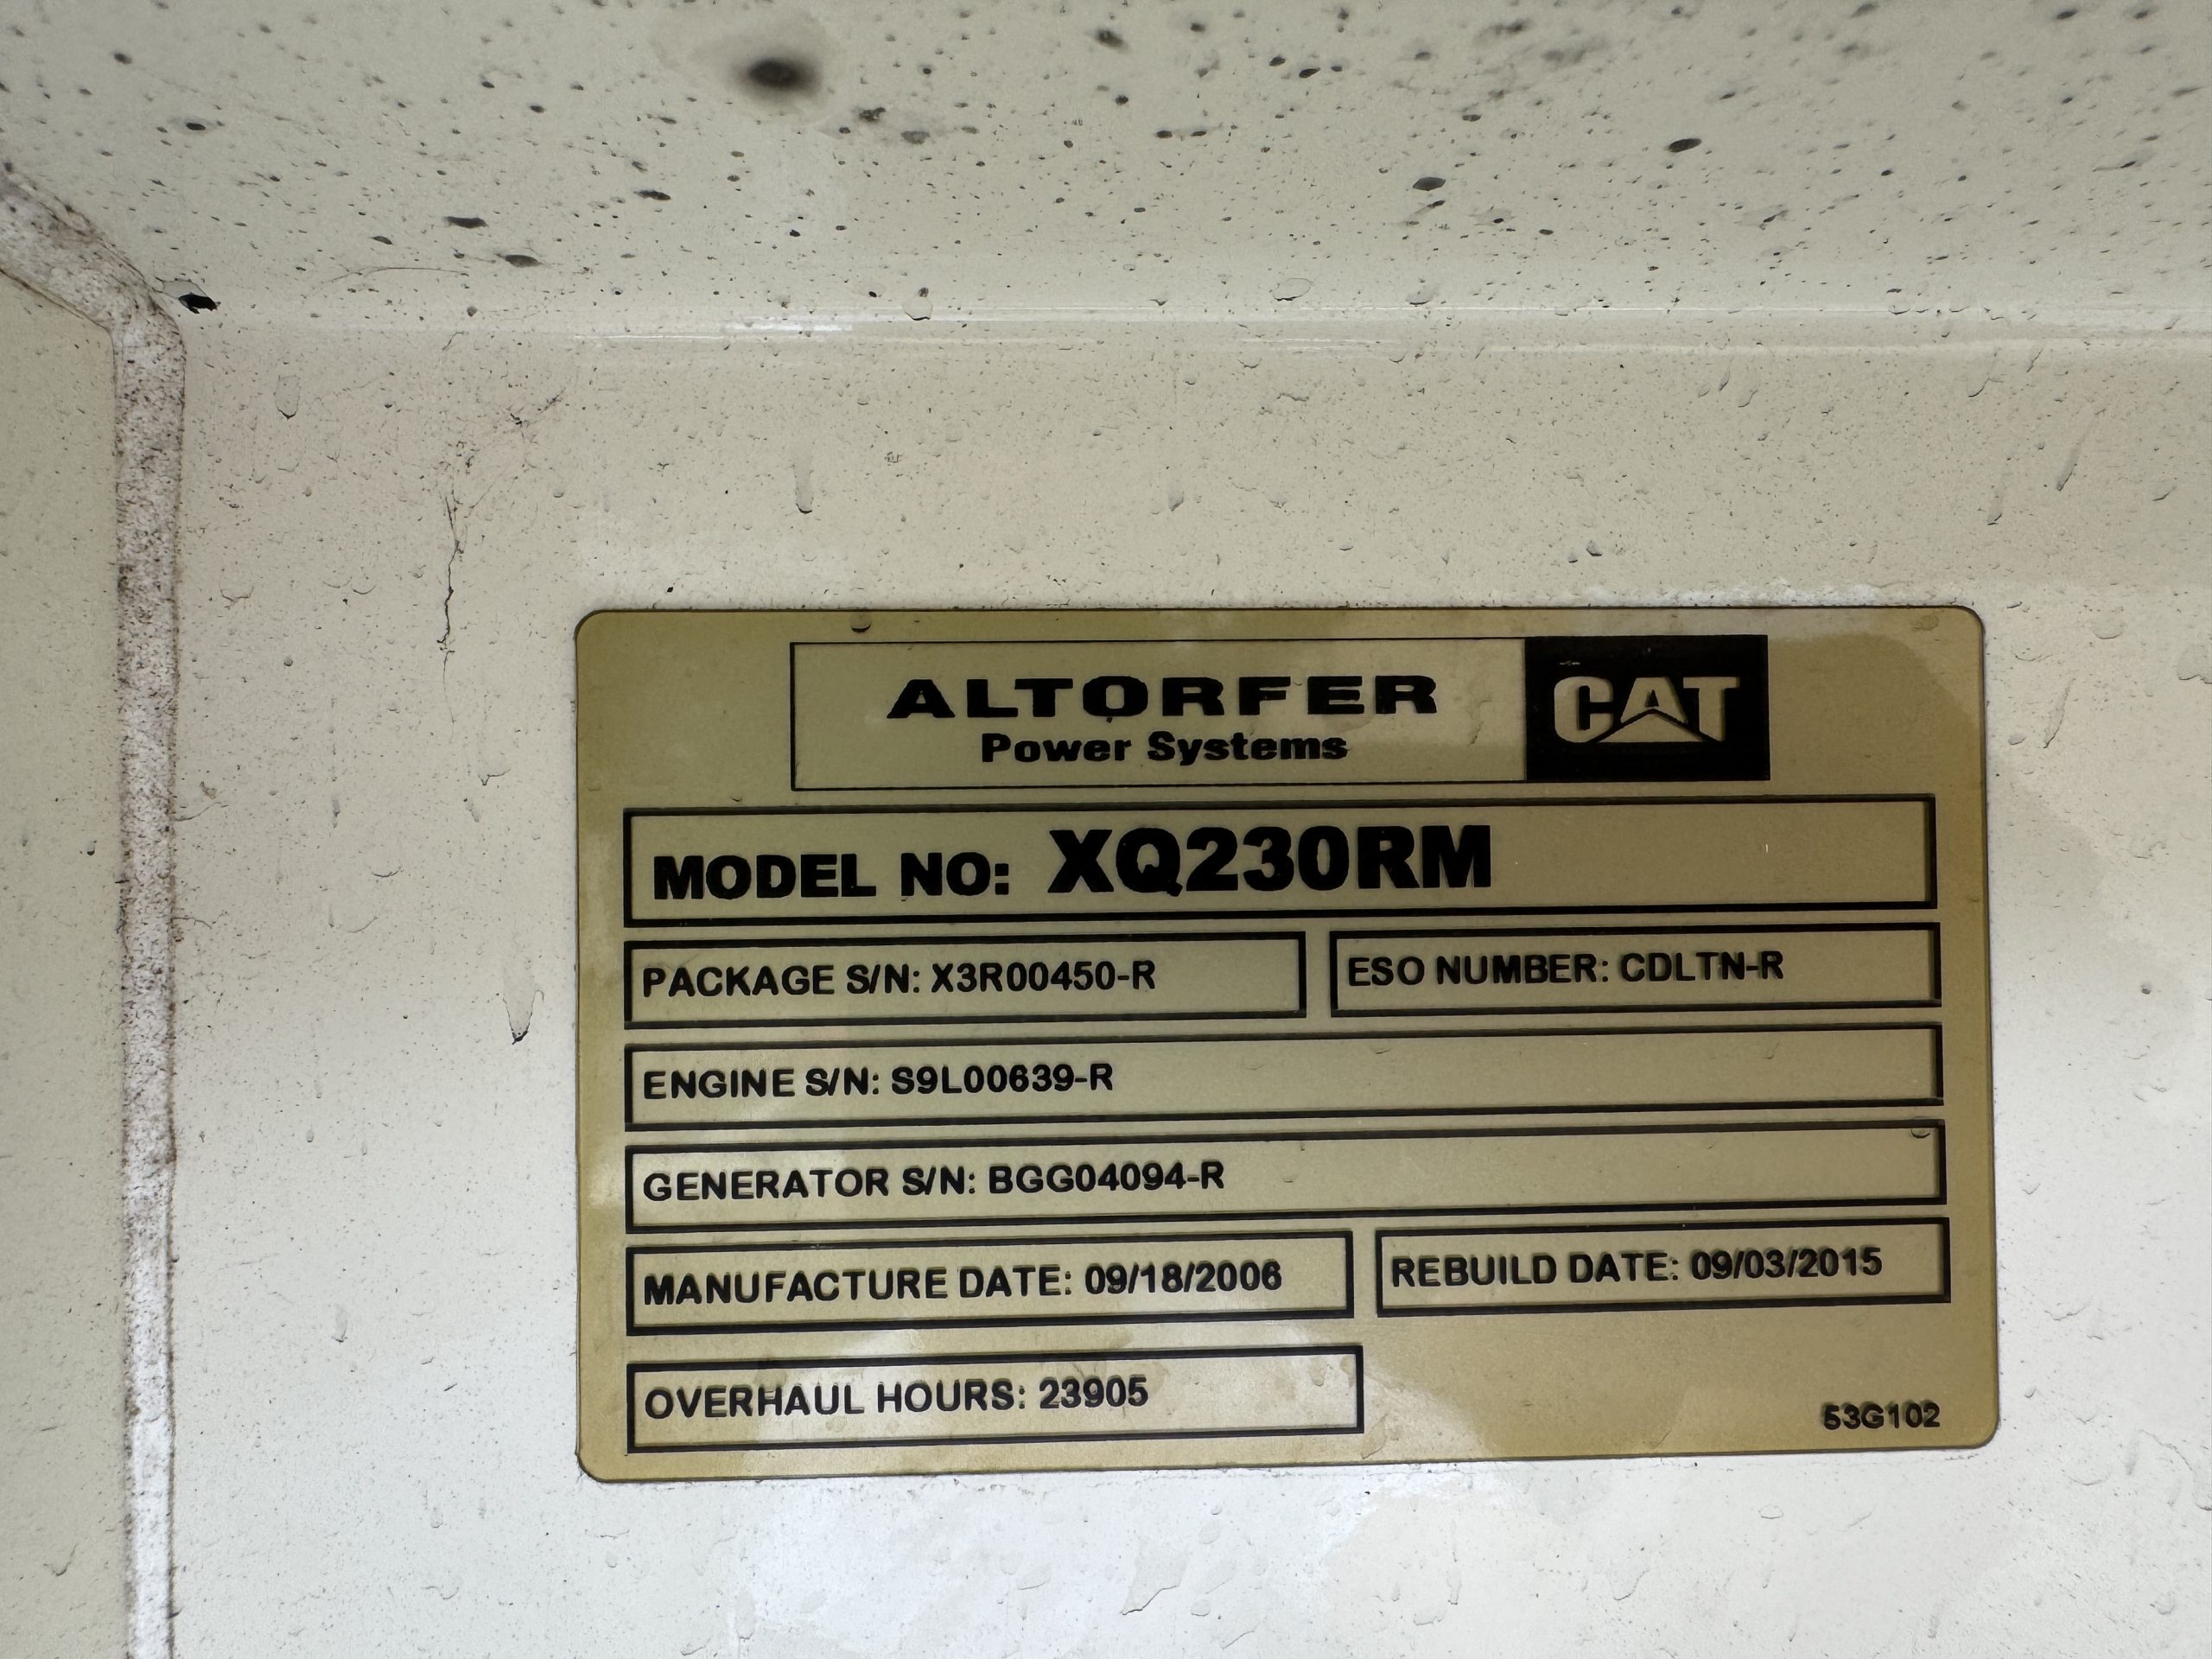 ALTORFER CAT
Power Systems
MODEL NO: XQ230RM
PACKAGE S/N: X3R00450-R
ESO NUMBER: CDLTN-R
ENGINE S/N: S9L00639-R
GENERATOR S/N: BGG04094-R
MANUFACTURE DATE: 09/18/2006
REBUILD DATE: 09/03/2015
OVERHAUL HOURS: 23905
53G102